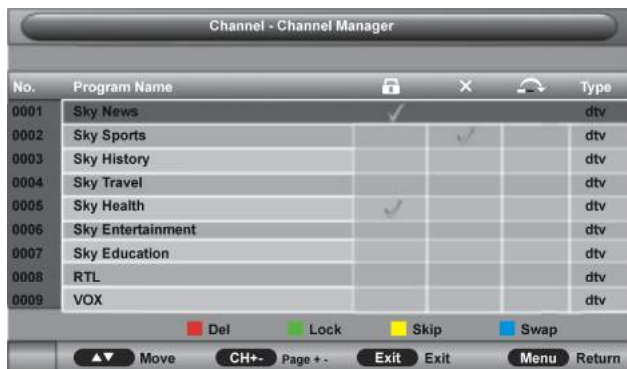 Channel - Channel Manager
No. Program Name Type
0001 Sky News dtv
0002 Sky Sports dtv
0003 Sky History dtv
0004 Sky Travel dtv
0005 Sky Health dtv
0006 Sky Entertainment dtv
0007 Sky Education dtv
0008 RTL dtv
0009 VOX dtv
Del Lock Skip Swap
▲▼ Move CH+- Page + - Exit Exit Menu Return